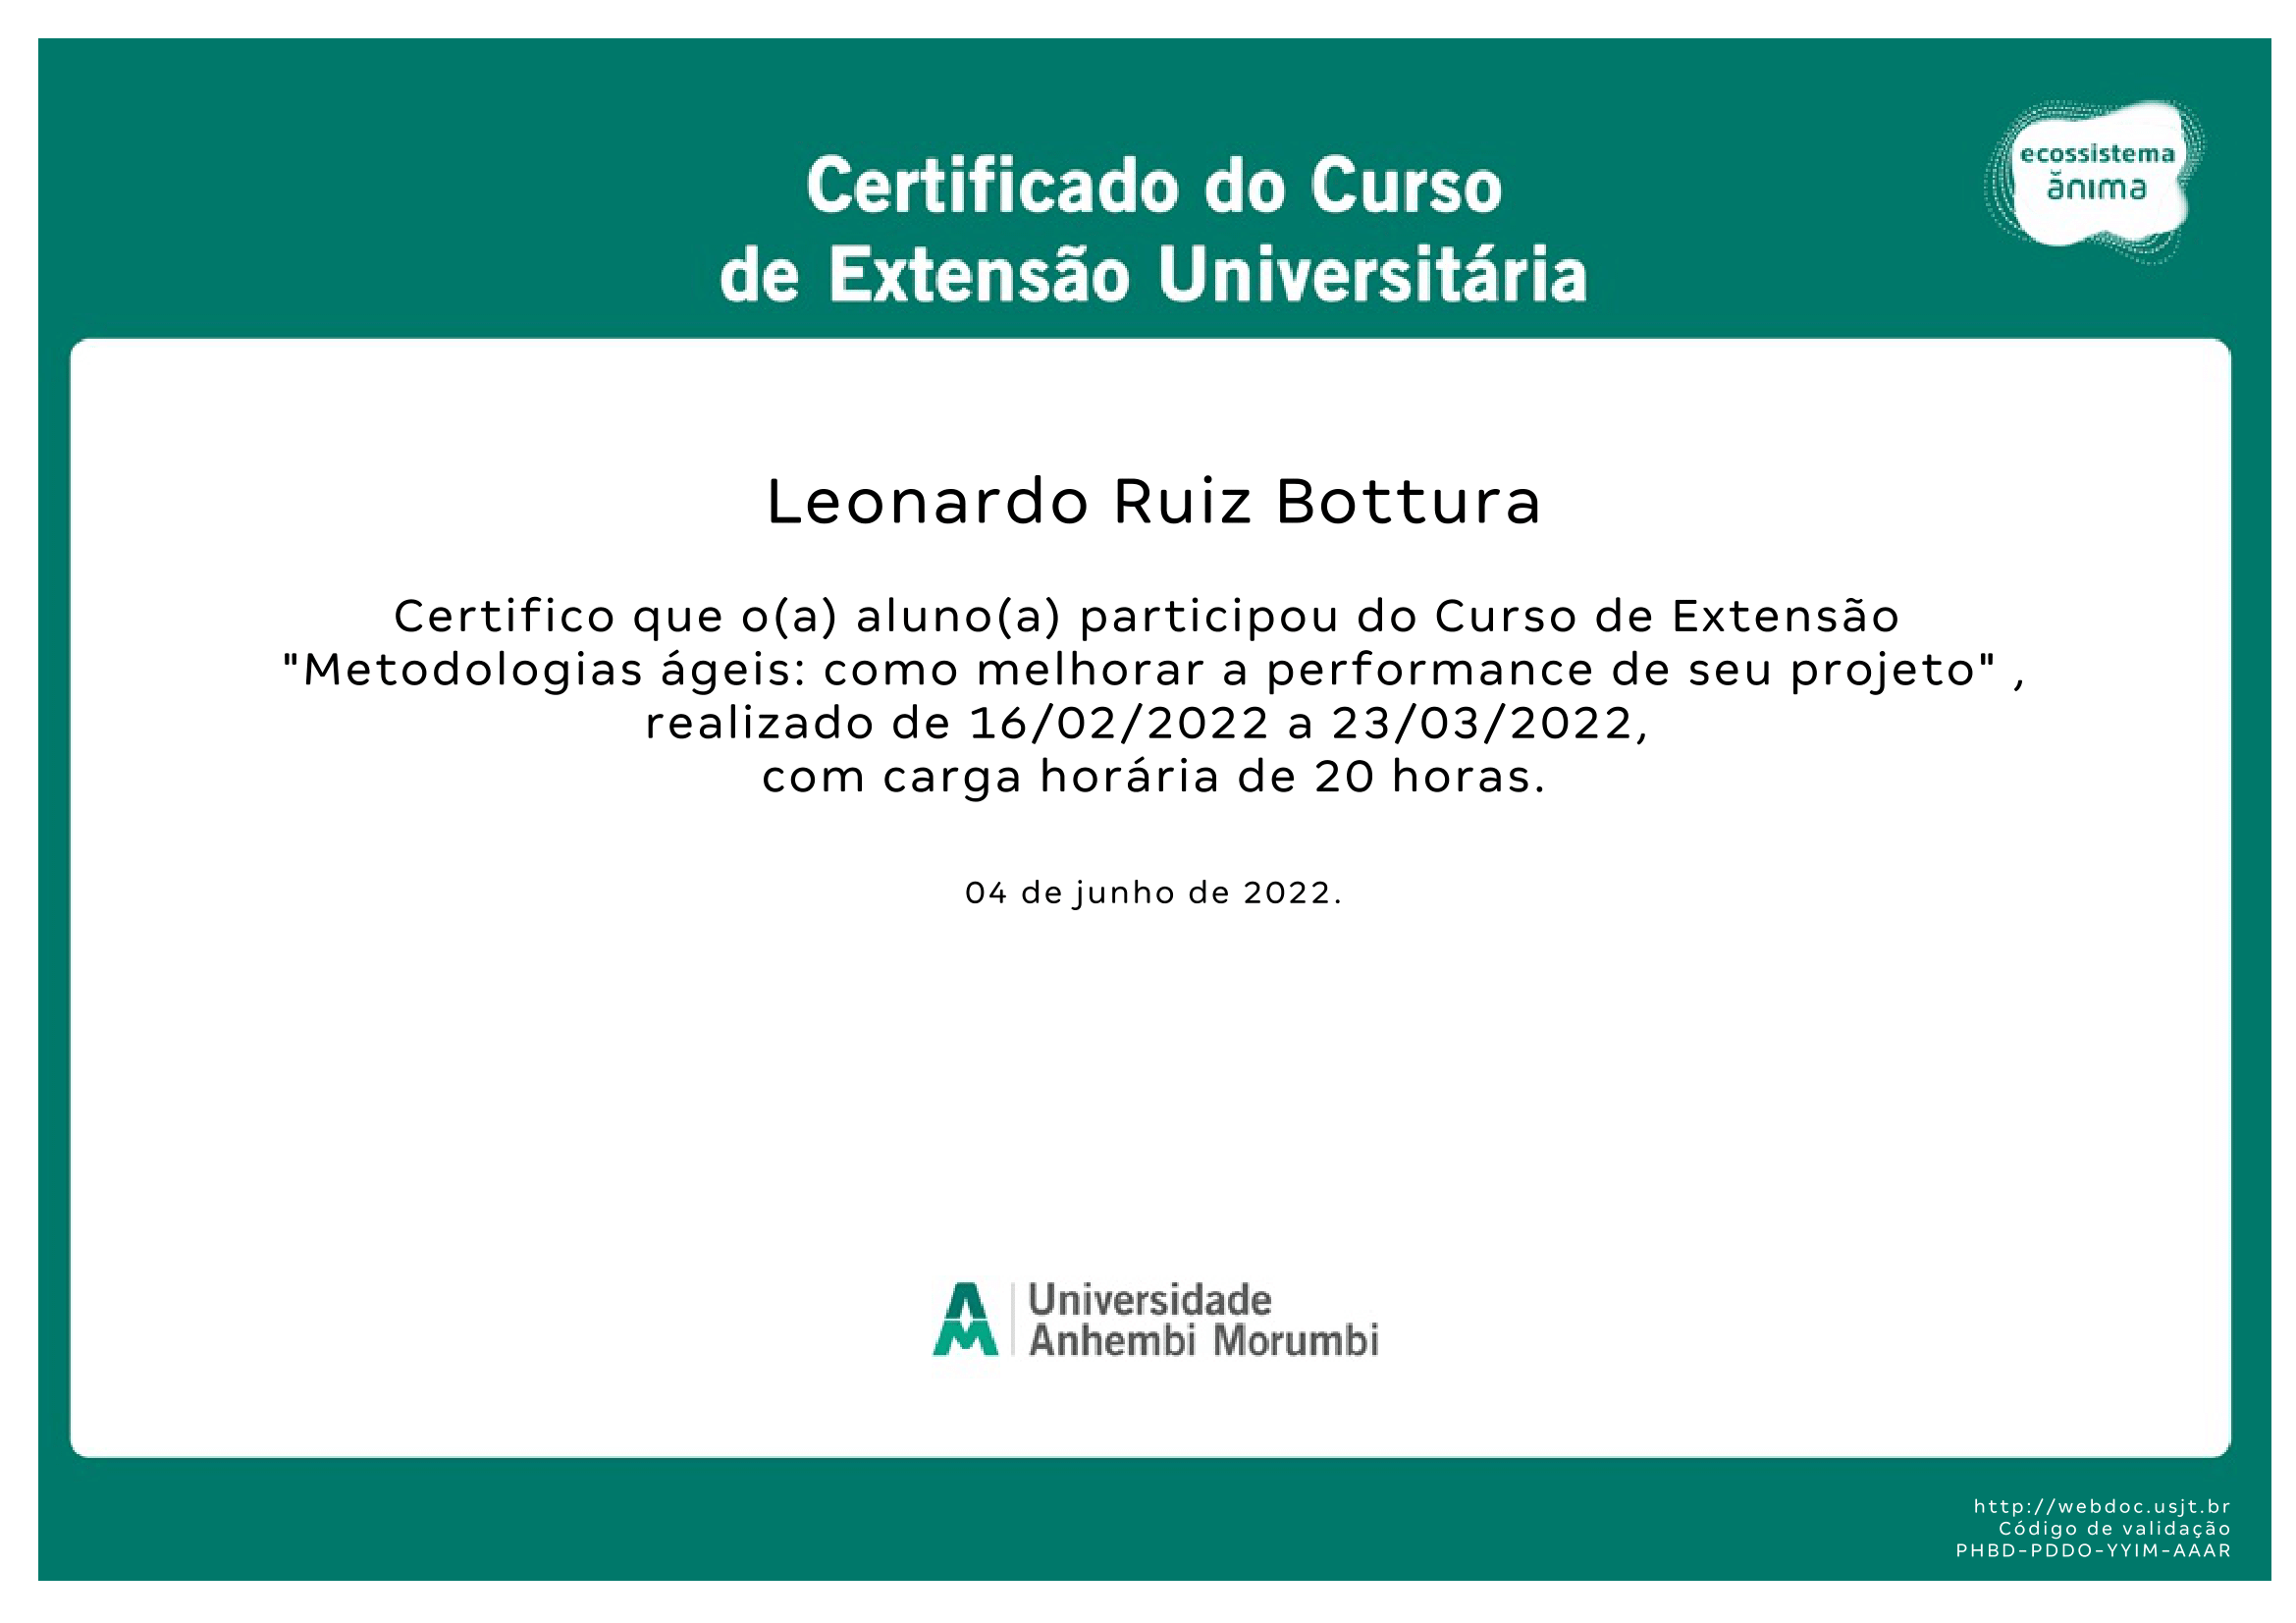 Certificado do Curso
de Extensão Universitária
ecossistema
ănıma
Leonardo Ruiz Bottura
Certifico que o(a) aluno(a) participou do Curso de Extensão
"Metodologias ágeis: como melhorar a performance de seu projeto" ,
realizado de 16/02/2022 a 23/03/2022,
com carga horária de 20 horas.
04 de junho de 2022.
Universidade
Anhembi Morumbi
http://webdoc.usjt.br
Código de validação
PHBD-PDDO-YYIM-AAAR